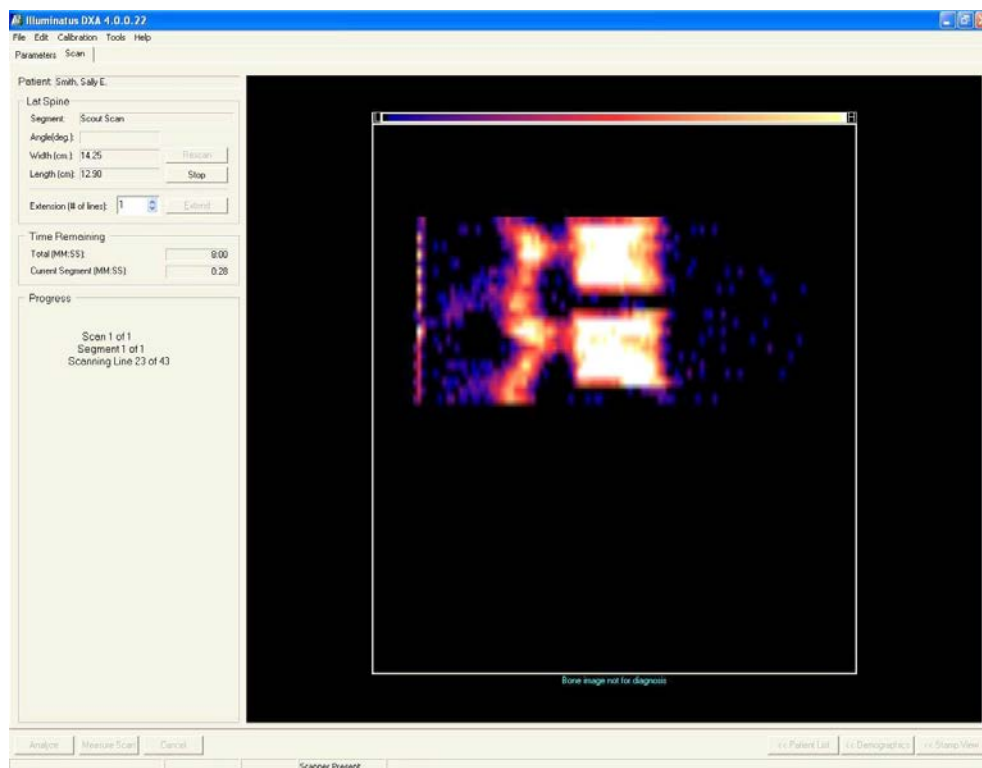 Illuminatus DXA 4.0.0.22
File Edit Calibration Tools Help
Parameters Scan
Patient: Smith, Sally E.
Lat Spine
Segment: Scout Scan
Angle(deg.):
Width (cm.) 14.25 Rescan
Length (cm): 12.90 Stop
Extension (# of lines): 1 Extend
Time Remaining
Total (MM:SS):
Current Segment (MM:SS) 0:28
Progress
Scan 1 of 1
Segment 1 of 1
Scanning Line 23 of 43
Bone image not for diagnosis
Analyze Measure Scan Cancel << Patient List << Demographics << Stamp View
Scanner Present